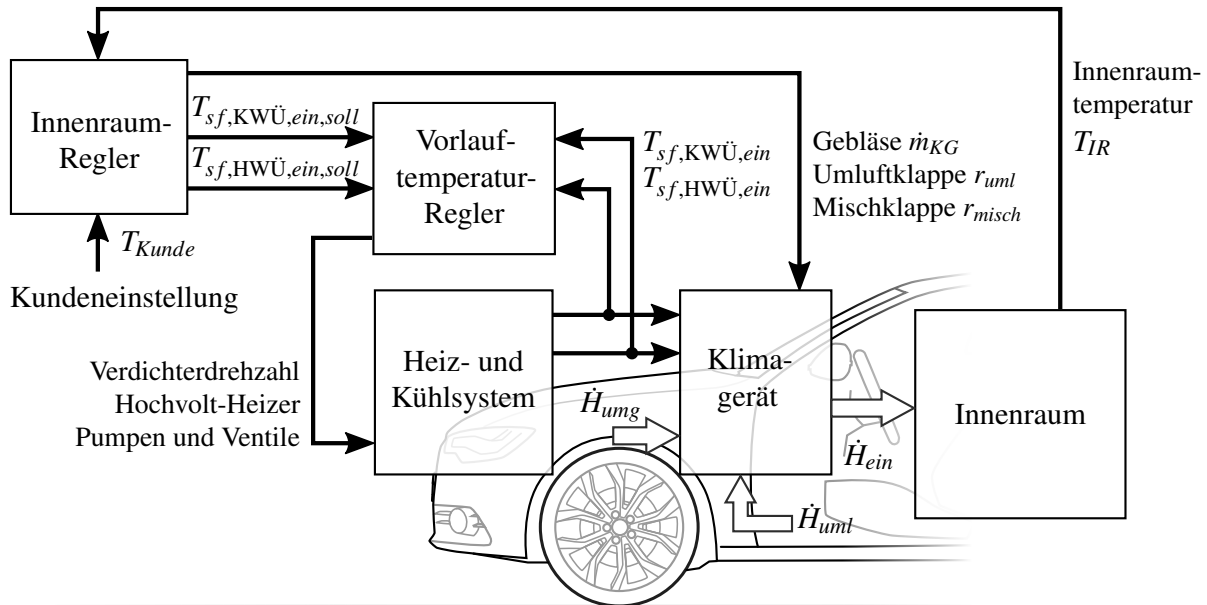 Innenraum-
Regler
T_{sf,KWÜ,ein,soll}
T_{sf,HWÜ,ein,soll}
Vorlauf-
temperatur-
Regler
T_{sf,KWÜ,ein}
T_{sf,HWÜ,ein}
Gebläse ṁ_{KG}
Umluftklappe r_{uml}
Mischklappe r_{misch}
Innenraum-
temperatur
T_{IR}
T_{Kunde}
Kundeneinstellung
Verdichterdrehzahl
Hochvolt-Heizer
Pumpen und Ventile
Heiz- und
Kühlsystem
Ḣ_{umg}
Klima-
gerät
Ḣ_{ein}
Ḣ_{uml}
Innenraum